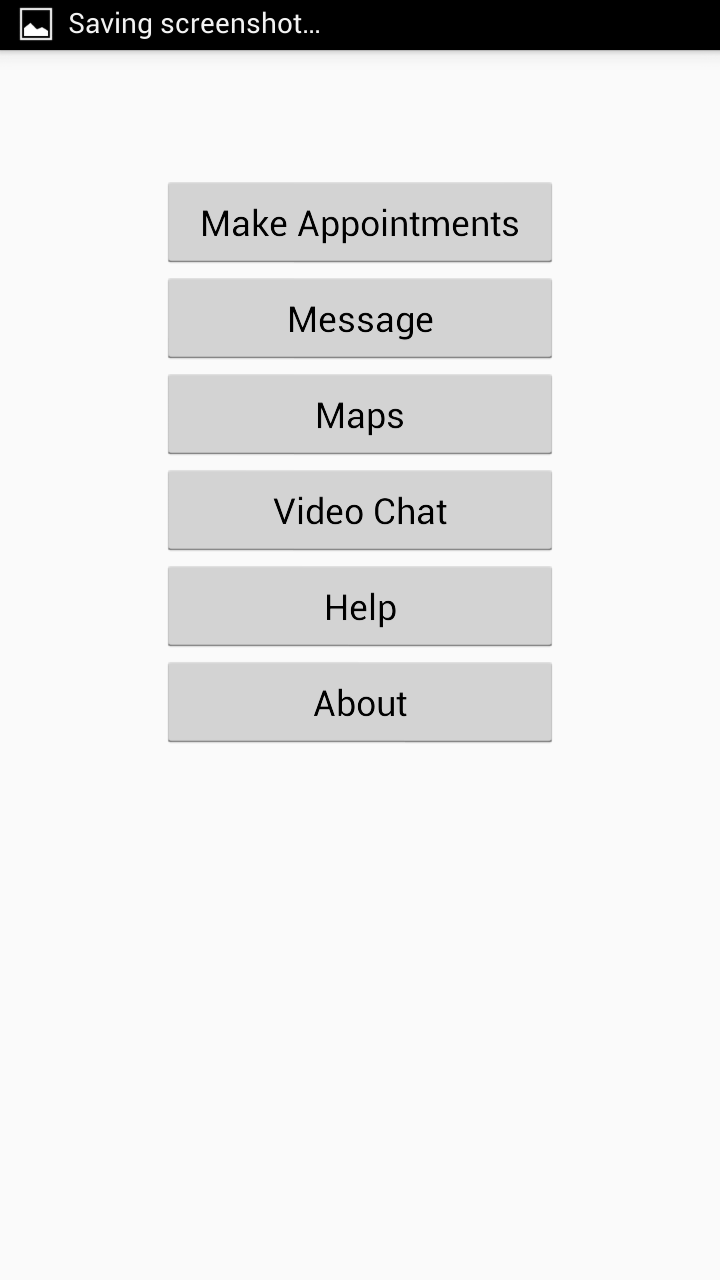 Saving screenshot...
Make Appointments
Message
Maps
Video Chat
Help
About